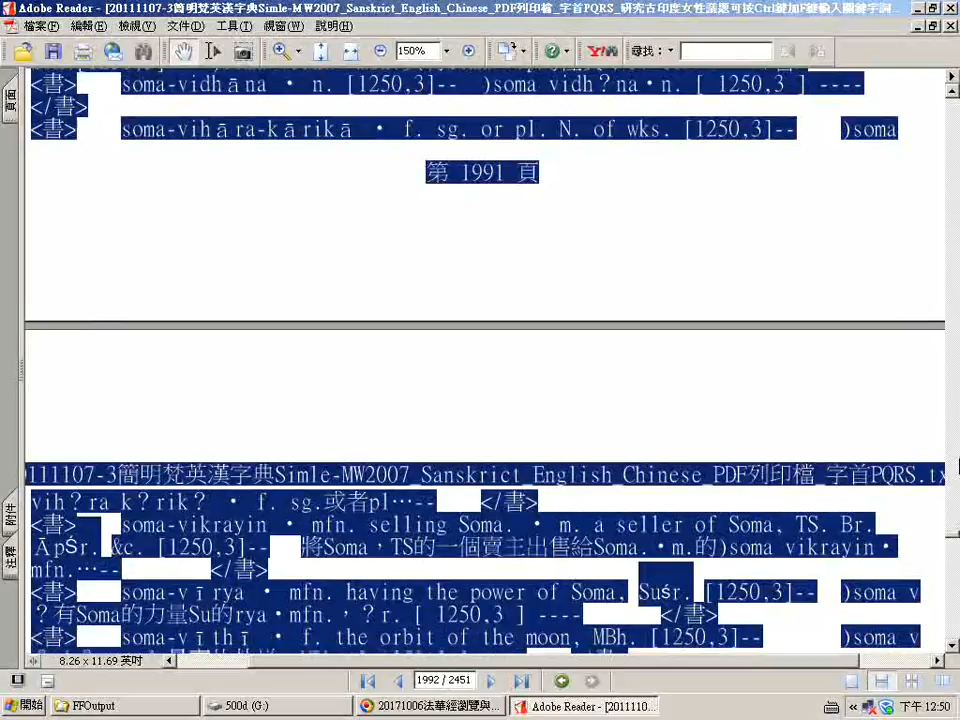 Adobe Reader - [20111107-3簡明梵英漢字典Simle-MW2007_Sanskrict_English_Chinese_PDF列印檔_字首PQRS_研究古印度女性議題可按Ctrl鍵加F鍵輸入關鍵字詞...
檔案(F) 編輯(E) 檢視(V) 文件(D) 工具(T) 視窗(W) 說明(H)
150% 尋找:
頁面
<書> soma-vidhāna · n. [1250,3]-- )soma vidh?na·n. [ 1250,3 ] ----
</書>
<書> soma-vihāra-kārikā · f. sg. or pl. N. of wks. [1250,3]-- )soma
第 1991 頁
111107-3簡明梵英漢字典Simle-MW2007_Sanskrict_English_Chinese_PDF列印檔_字首PQRS.tx
vih?ra k?rik? · f. sg.或者pl…-- </書>
<書> soma-vikrayin · mfn. selling Soma. · m. a seller of Soma, TS. Br.
ĀpŚr. &c. [1250,3]-- 將Soma,TS的一個賣主出售給Soma.·m.的)soma vikrayin·
mfn.…-- </書>
<書> soma-vīrya · mfn. having the power of Soma, Suśr. [1250,3]-- )soma v
?有Soma的力量Su的rya·mfn.,?r. [ 1250,3 ] ---- </書>
<書> soma-vīthī · f. the orbit of the moon, MBh. [1250,3]-- )soma v
附件
註釋
8.26 x 11.69 英吋
1992 / 2451
開始 FFOutput 500d (G:) 20171006法華經瀏覽與... Adobe Reader - [2011110... 下午 12:50